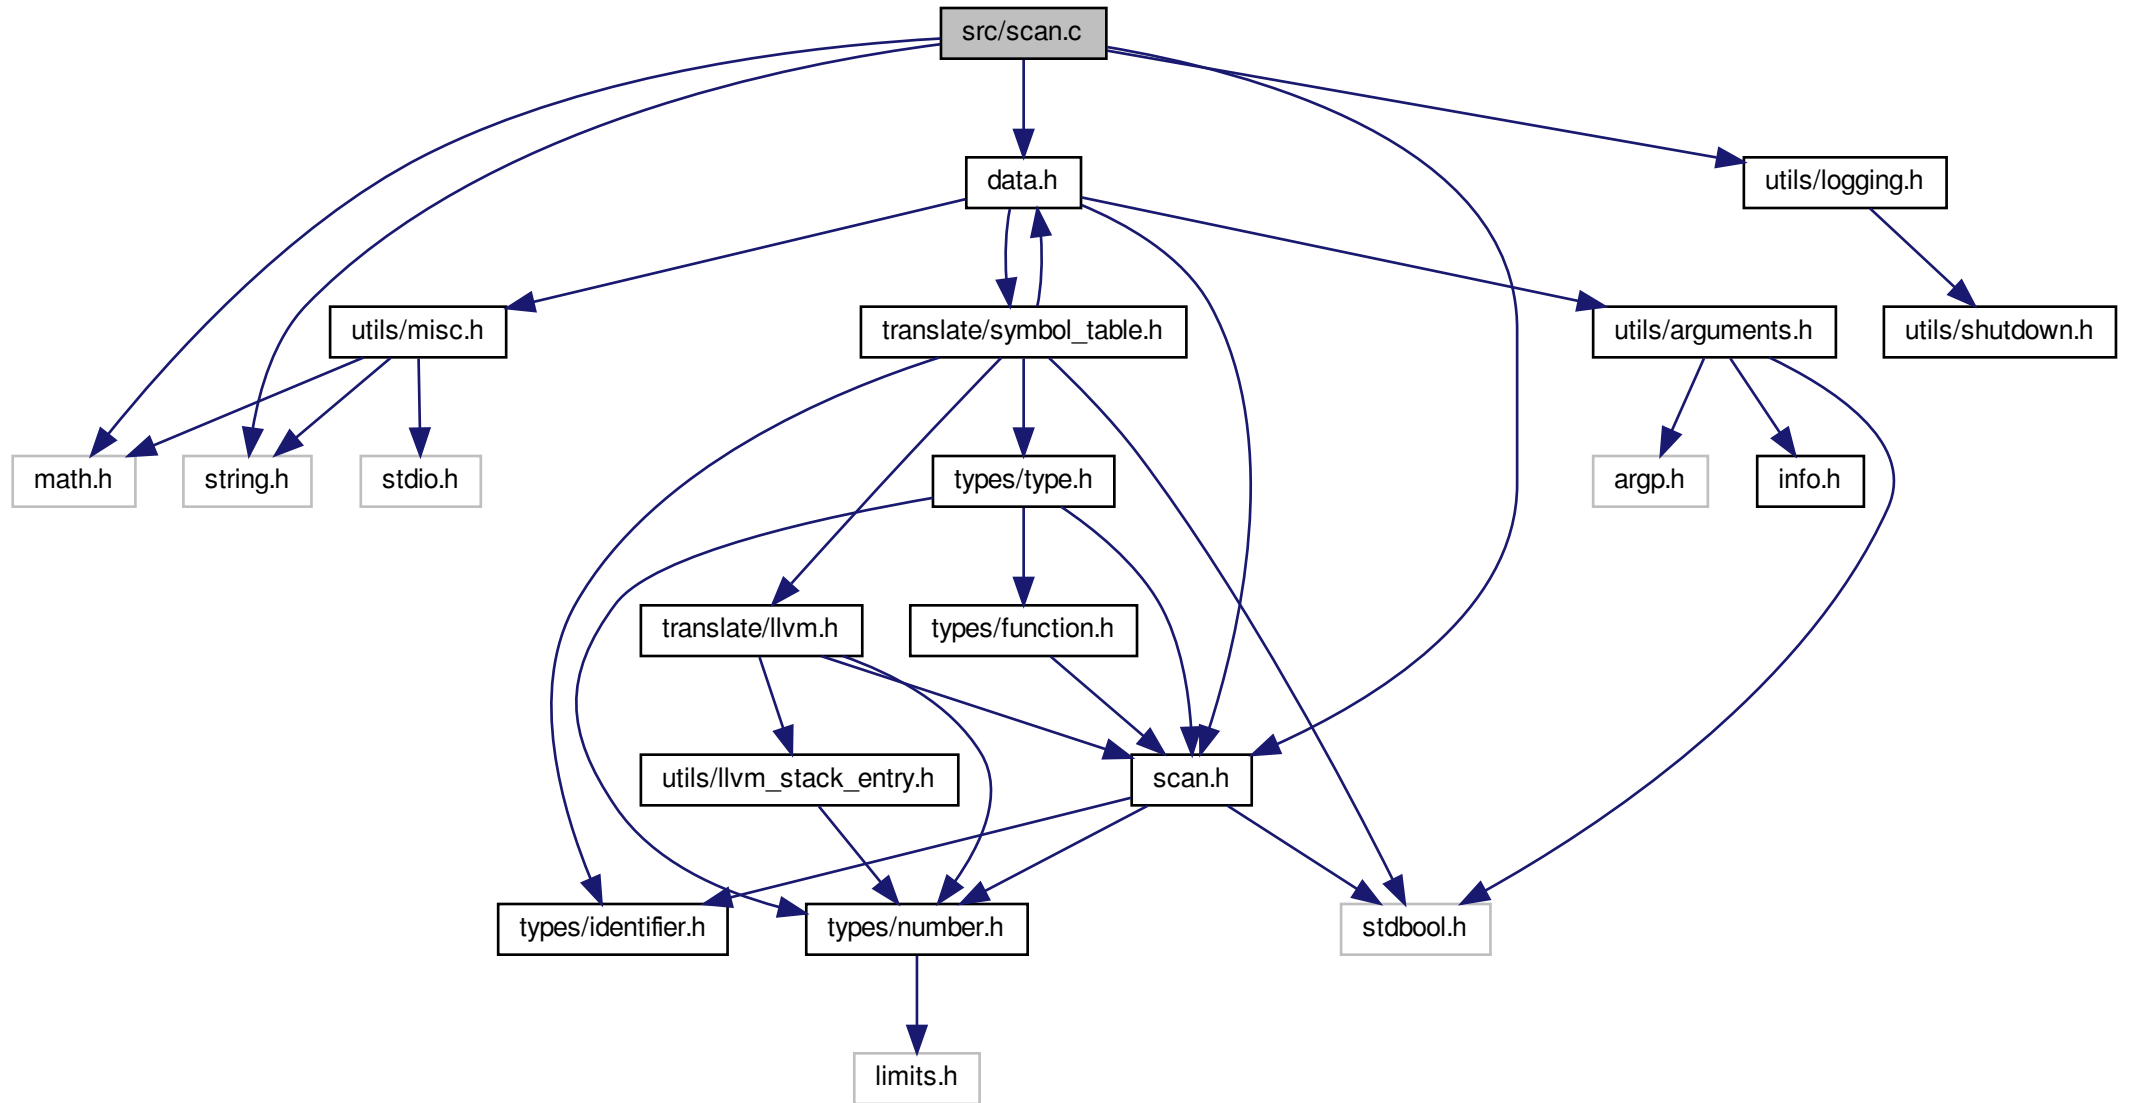 src/scan.c
data.h
utils/logging.h
utils/misc.h
translate/symbol_table.h
utils/arguments.h
utils/shutdown.h
math.h
string.h
stdio.h
types/type.h
argp.h
info.h
translate/llvm.h
types/function.h
utils/llvm_stack_entry.h
scan.h
types/identifier.h
types/number.h
stdbool.h
limits.h